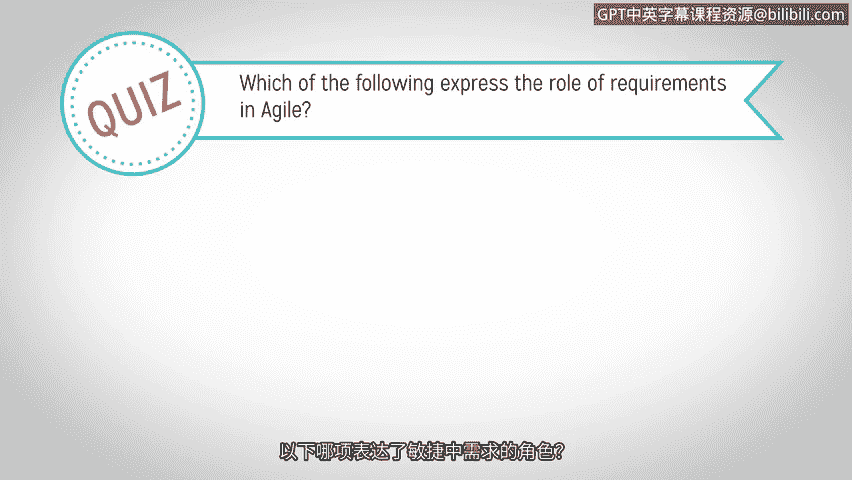 GPT中英字幕课程资源@bilibili.com
QUIZ
Which of the following express the role of requirements
in Agile?
以下哪项表达了敏捷中需求的角色?